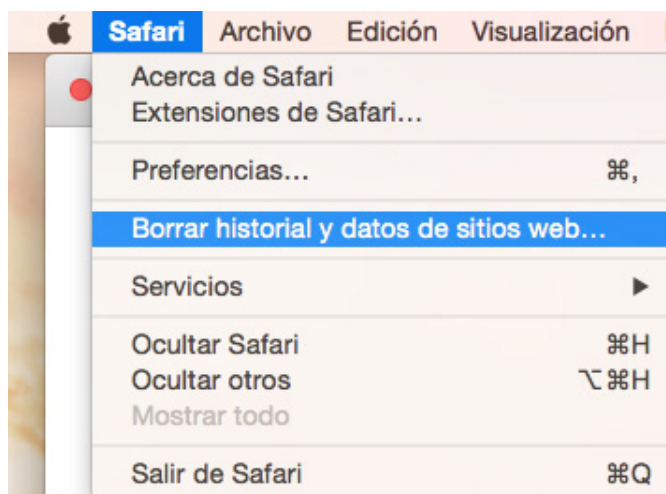 Safari Archivo Edición Visualización
Acerca de Safari
Extensiones de Safari...
Preferencias... ⌘,
Borrar historial y datos de sitios web...
Servicios ▶
Ocultar Safari ⌘H
Ocultar otros ⌥⌘H
Mostrar todo
Salir de Safari ⌘Q